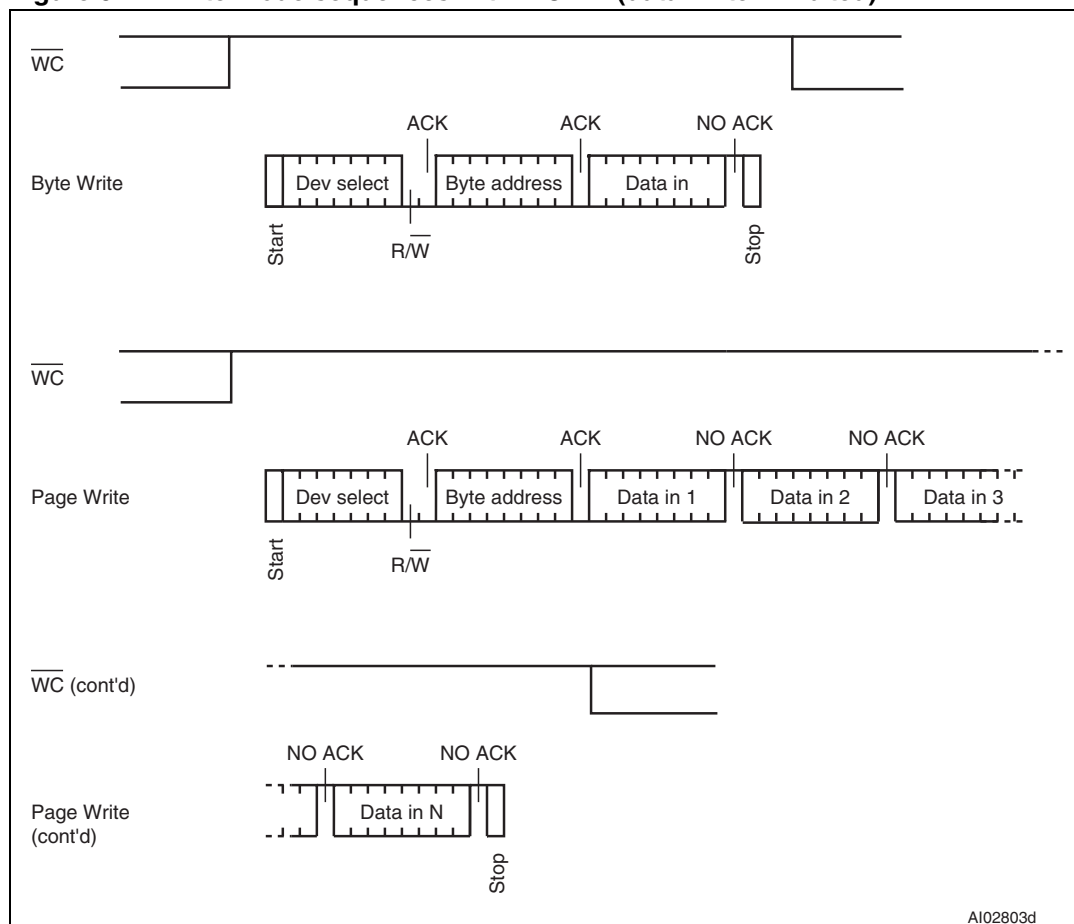 WC
ACK ACK NO ACK
Byte Write
Dev select Byte address Data in
R/W
Start
Stop
WC
ACK ACK NO ACK NO ACK
Page Write
Dev select Byte address Data in 1 Data in 2 Data in 3
R/W
Start
WC (cont'd)
NO ACK NO ACK
Page Write
(cont'd)
Data in N
Stop
AI02803d